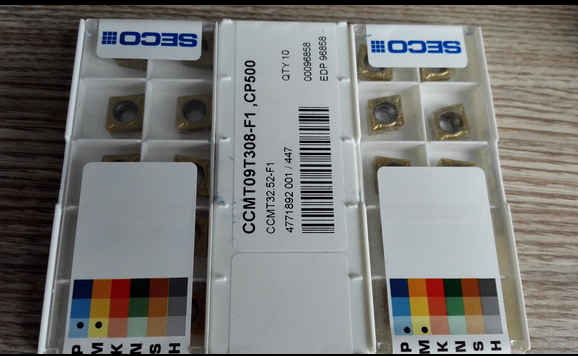 SECO
SECO
CCMT09T308-F1 ,CP500
CCMT32.52-F1
4771892 001 / 447
QTY 10
00096858
EDP 96858
P M K N S H
P M K N S H